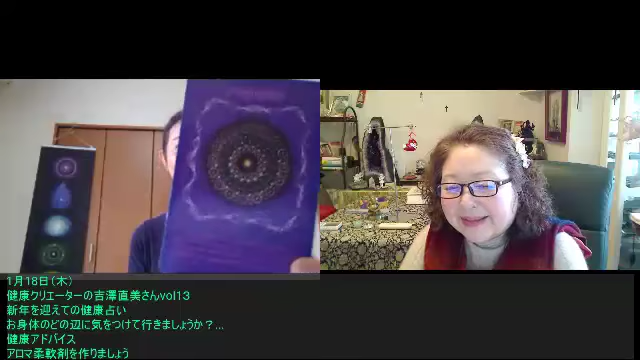 1月18日（木）
健康クリエーターの吉澤直美さんvol13
新年を迎えての健康占い
お身体のどの辺に気をつけて行きましょうか？...
健康アドバイス
アロマ柔軟剤を作りましょう